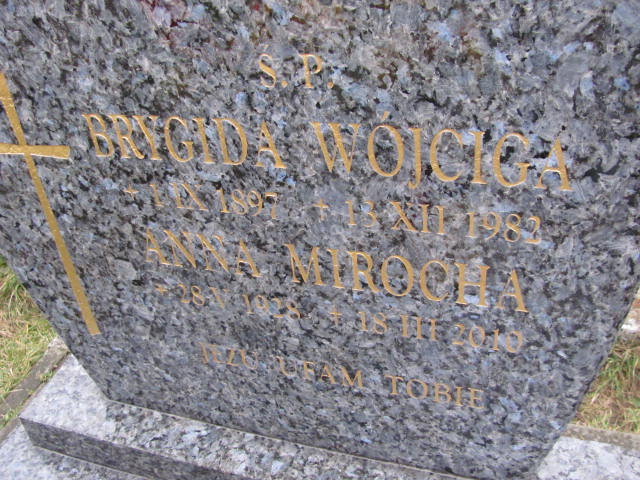 Ś. P.
BRYGIDA WÓJCIGA
+ 1 IX 1897 + 13 XII 1982
ANNA MIROCHA
+ 28 V 1928 + 18 III 2010
JEZU UFAM TOBIE